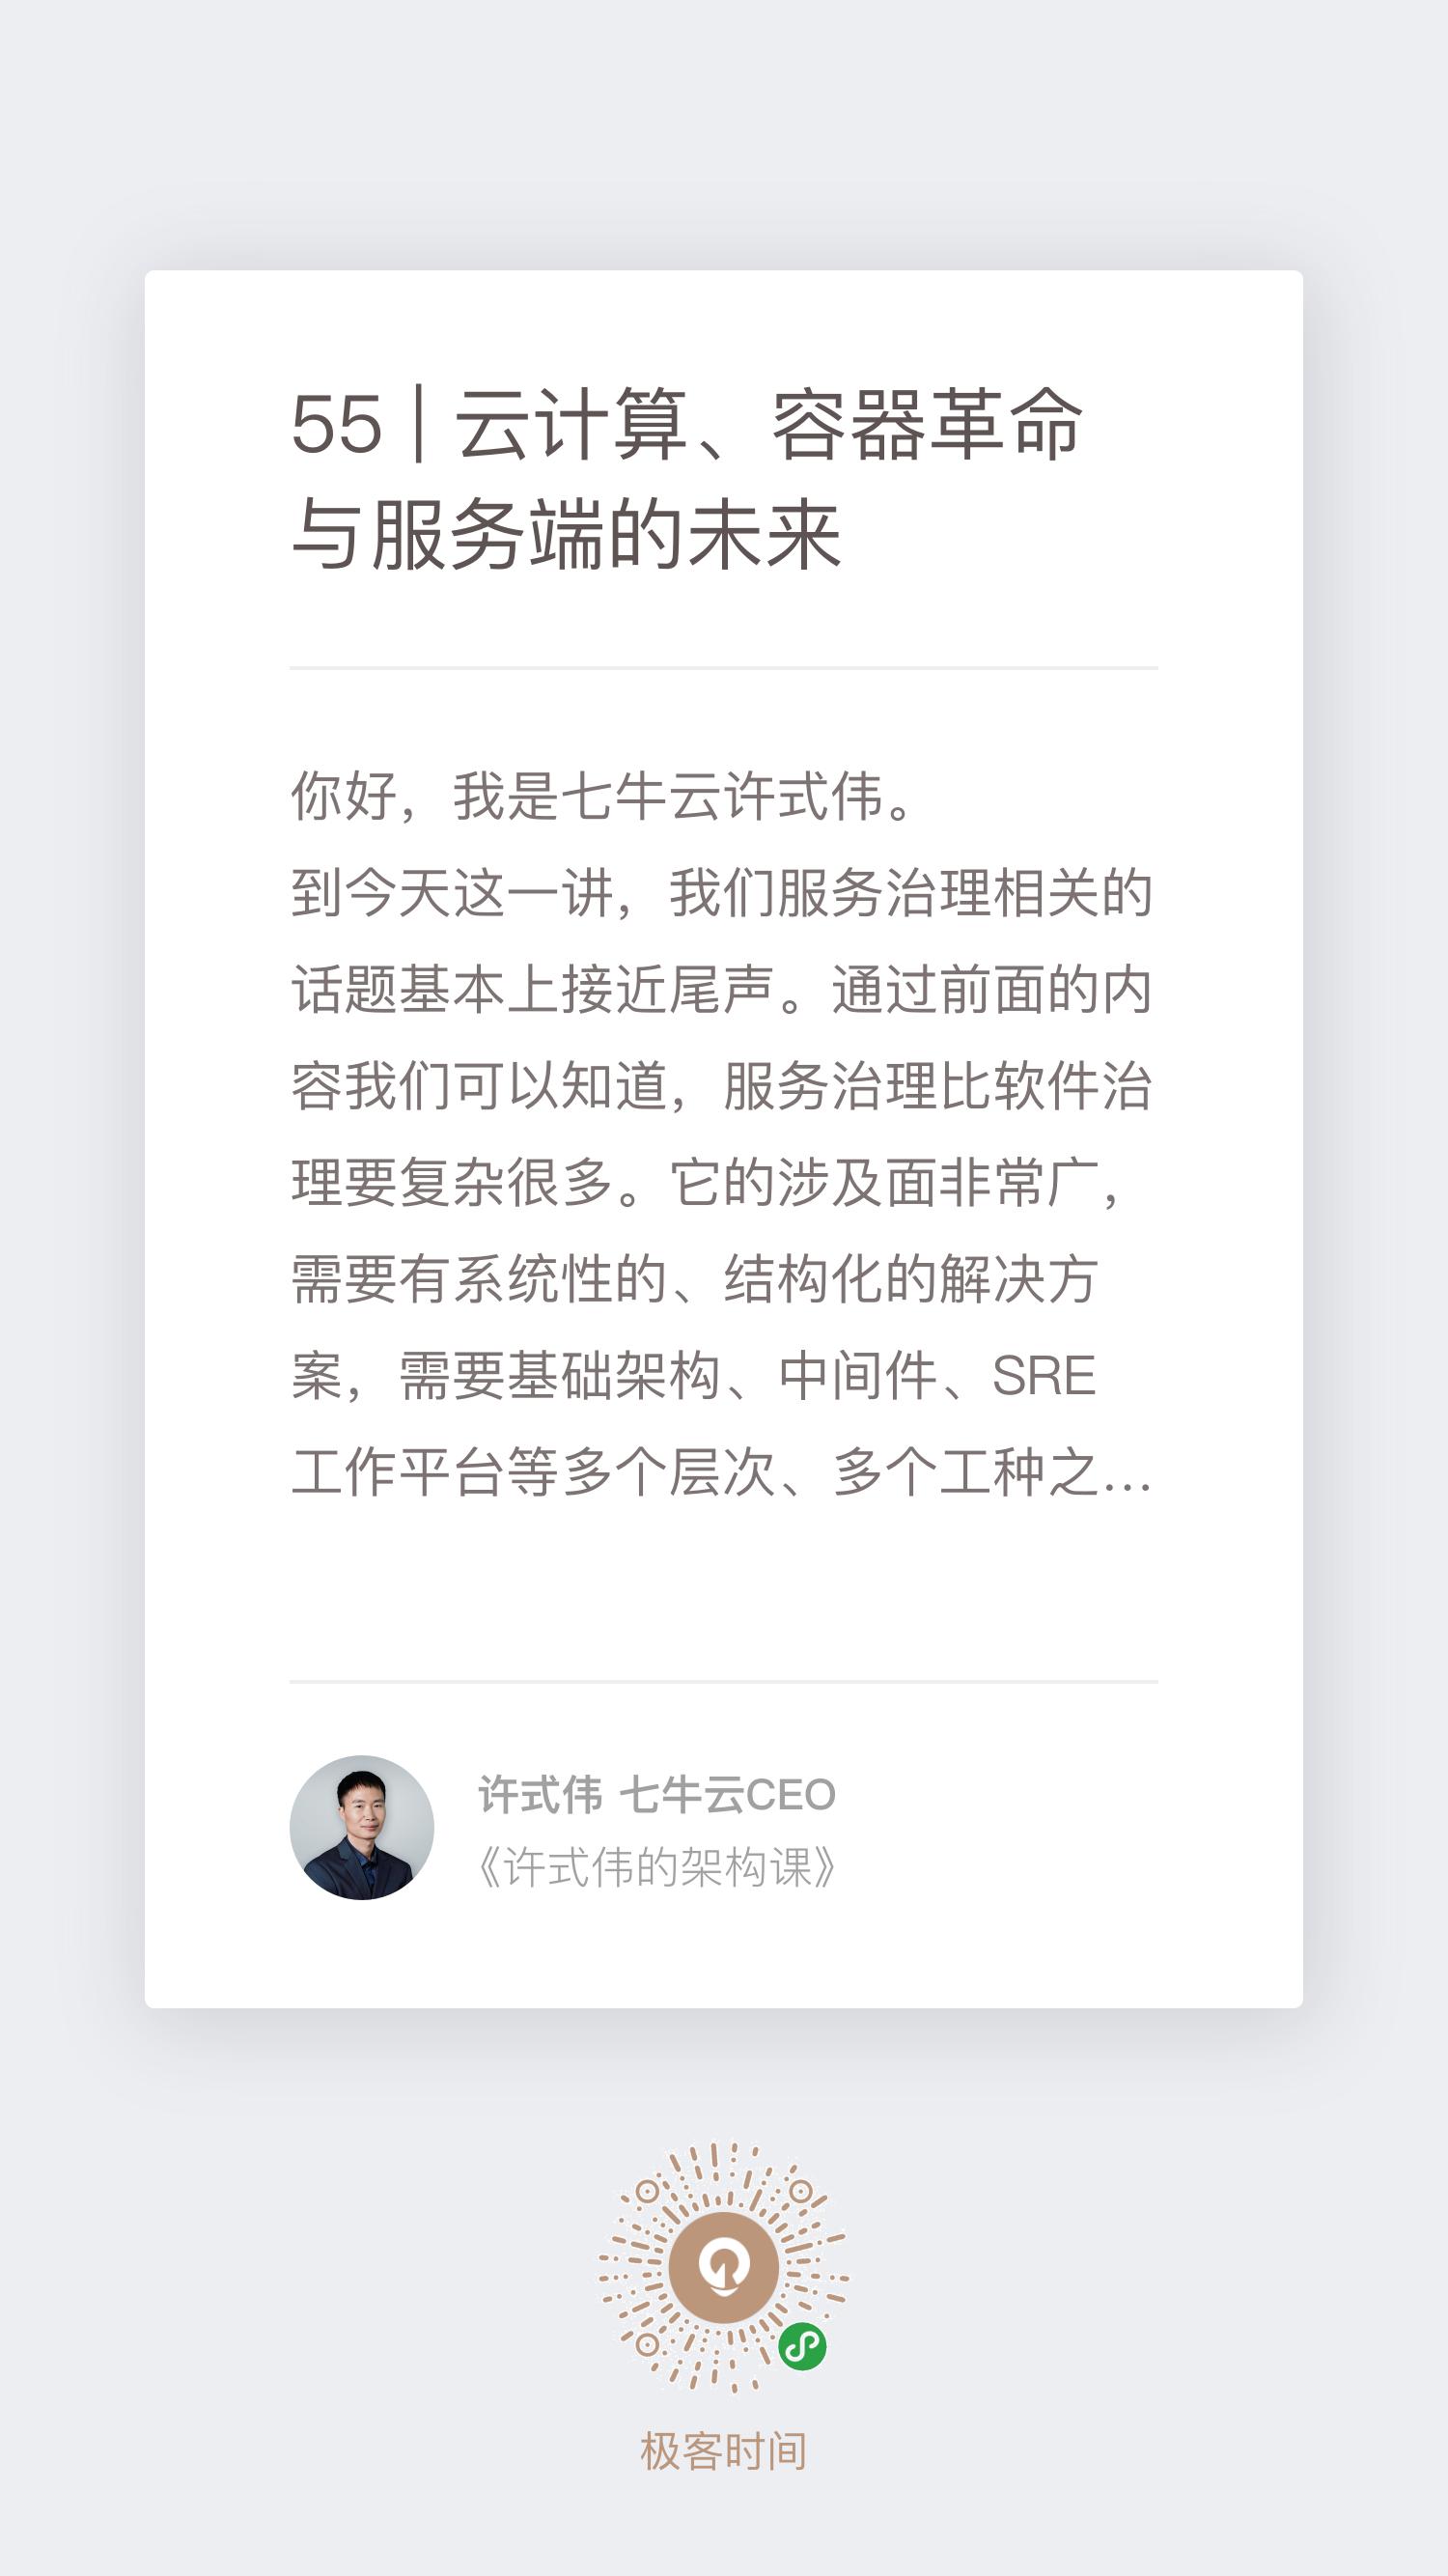 55 | 云计算、容器革命
与服务端的未来
你好，我是七牛云许式伟。
到今天这一讲，我们服务治理相关的
话题基本上接近尾声。通过前面的内
容我们可以知道，服务治理比软件治
理要复杂很多。它的涉及面非常广，
需要有系统性的、结构化的解决方
案，需要基础架构、中间件、SRE
工作平台等多个层次、多个工种之…
许式伟 七牛云CEO
《许式伟的架构课》
极客时间